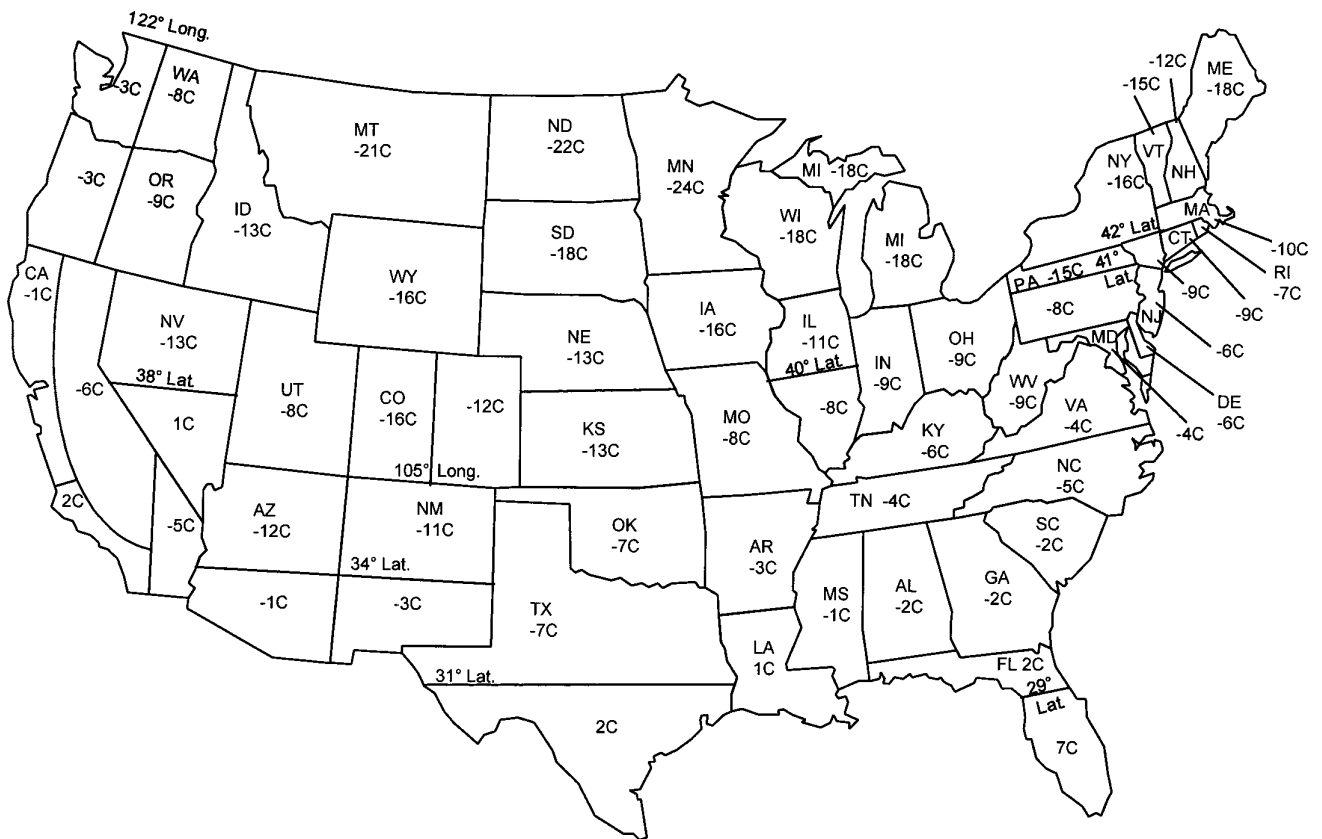 122° Long.
-3C
WA
-8C
-3C
OR
-9C
ID
-13C
MT
-21C
ND
-22C
MN
-24C
SD
-18C
WY
-16C
MI -18C
WI
-18C
MI
-18C
-12C
-15C
ME
-18C
VT
NY
-16C
NH
MA
42° Lat.
-10C
CT
RI
-7C
41°
Lat.
PA -15C
-8C
-9C
-9C
NJ
-6C
MD
DE
-6C
-4C
CA
-1C
NV
-13C
38° Lat.
-6C
1C
2C
-5C
UT
-8C
CO
-16C
-12C
105° Long.
NE
-13C
KS
-13C
IA
-16C
MO
-8C
IL
-11C
40° Lat.
-8C
IN
-9C
OH
-9C
WV
-9C
VA
-4C
KY
-6C
NC
-5C
TN -4C
SC
-2C
AZ
-12C
-1C
NM
-11C
34° Lat.
-3C
OK
-7C
AR
-3C
TX
-7C
31° Lat.
2C
LA
1C
MS
-1C
AL
-2C
GA
-2C
FL 2C
29°
Lat
7C